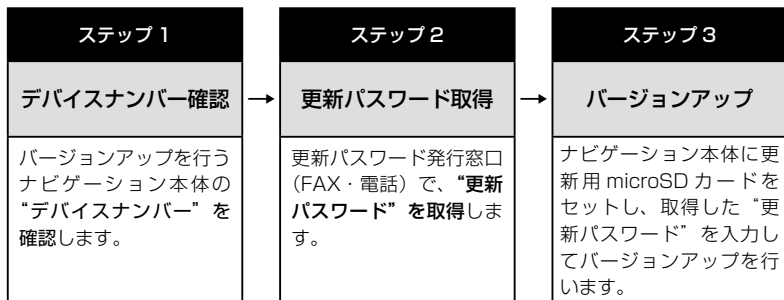 ステップ 1
デバイスナンバー確認
バージョンアップを行う
ナビゲーション本体の
“デバイスナンバー”を
確認します。
→
ステップ 2
更新パスワード取得
更新パスワード発行窓口
(FAX・電話)で、“更新
パスワード”を取得しま
す。
→
ステップ 3
バージョンアップ
ナビゲーション本体に更
新用 microSD カードを
セットし、取得した“更
新パスワード”を入力し
てバージョンアップを行
います。